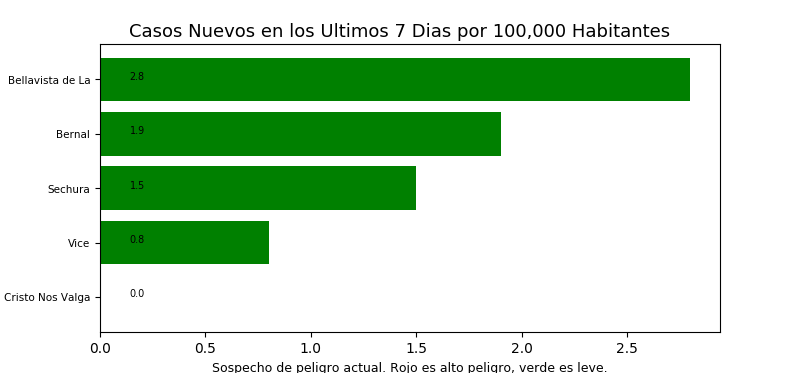 Casos Nuevos en los Ultimos 7 Dias por 100,000 Habitantes
Bellavista de La 2.8
Bernal 1.9
Sechura 1.5
Vice 0.8
Cristo Nos Valga 0.0
0.0 0.5 1.0 1.5 2.0 2.5
Sospecho de peligro actual. Rojo es alto peligro, verde es leve.